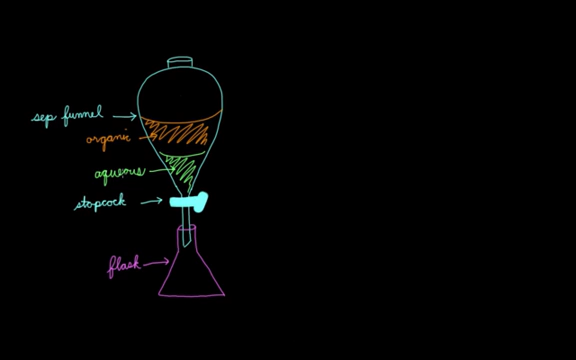 sep funnel
organic
aqueous
stopcock
flask